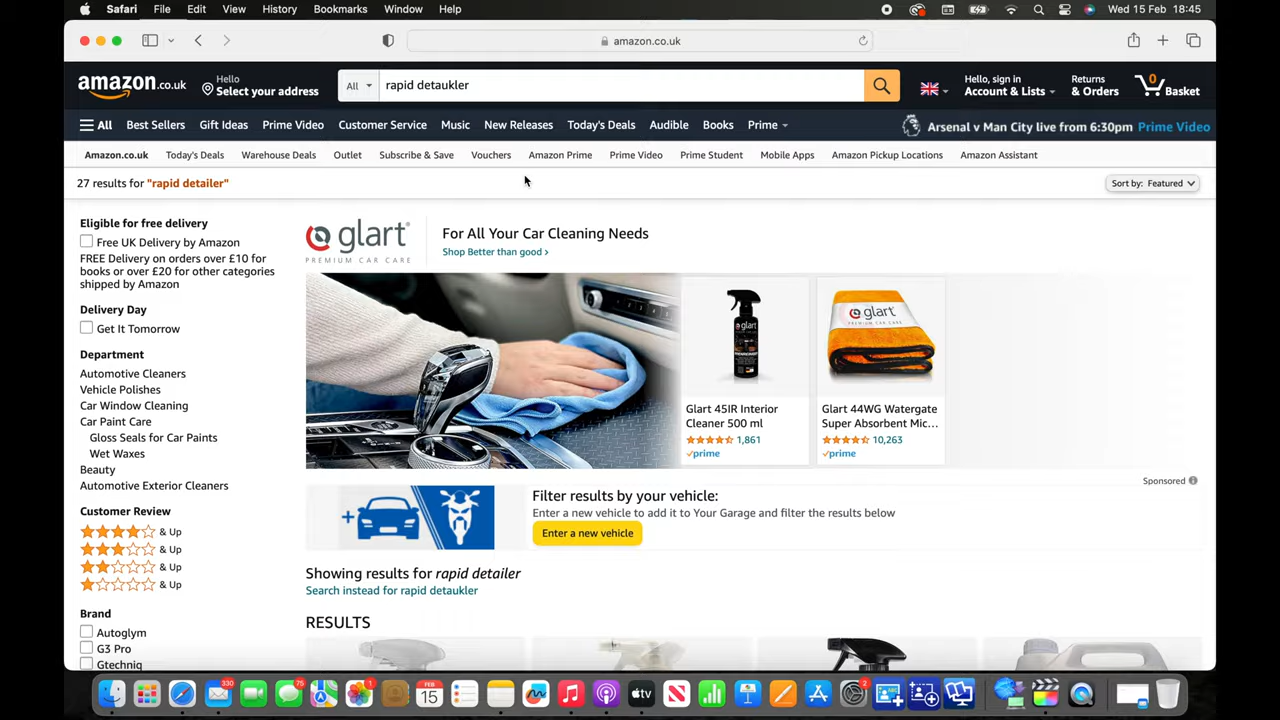 Safari File Edit View History Bookmarks Window Help Wed 15 Feb 18:45
amazon.co.uk
amazon.co.uk Hello Select your address All rapid detaukler Hello, sign in Account & Lists Returns & Orders 0 Basket
All Best Sellers Gift Ideas Prime Video Customer Service Music New Releases Today's Deals Audible Books Prime Arsenal v Man City live from 6:30pm Prime Video
Amazon.co.uk Today's Deals Warehouse Deals Outlet Subscribe & Save Vouchers Amazon Prime Prime Video Prime Student Mobile Apps Amazon Pickup Locations Amazon Assistant
27 results for "rapid detailer" Sort by: Featured
Eligible for free delivery
Free UK Delivery by Amazon
FREE Delivery on orders over £10 for
books or over £20 for other categories
shipped by Amazon
Delivery Day
Get It Tomorrow
Department
Automotive Cleaners
Vehicle Polishes
Car Window Cleaning
Car Paint Care
Gloss Seals for Car Paints
Wet Waxes
Beauty
Automotive Exterior Cleaners
Customer Review
& Up
& Up
& Up
& Up
Brand
Autoglym
G3 Pro
Gtechniq
glart
PREMIUM CAR CARE
For All Your Car Cleaning Needs
Shop Better than good ›
glart
glart
Glart 45IR Interior
Cleaner 500 ml
1,861
prime
Glart 44WG Watergate
Super Absorbent Mic...
10,263
prime
Sponsored
Filter results by your vehicle:
Enter a new vehicle to add it to Your Garage and filter the results below
Enter a new vehicle
Showing results for rapid detailer
Search instead for rapid detaukler
RESULTS
330 75 FEB 15 1 tv 2